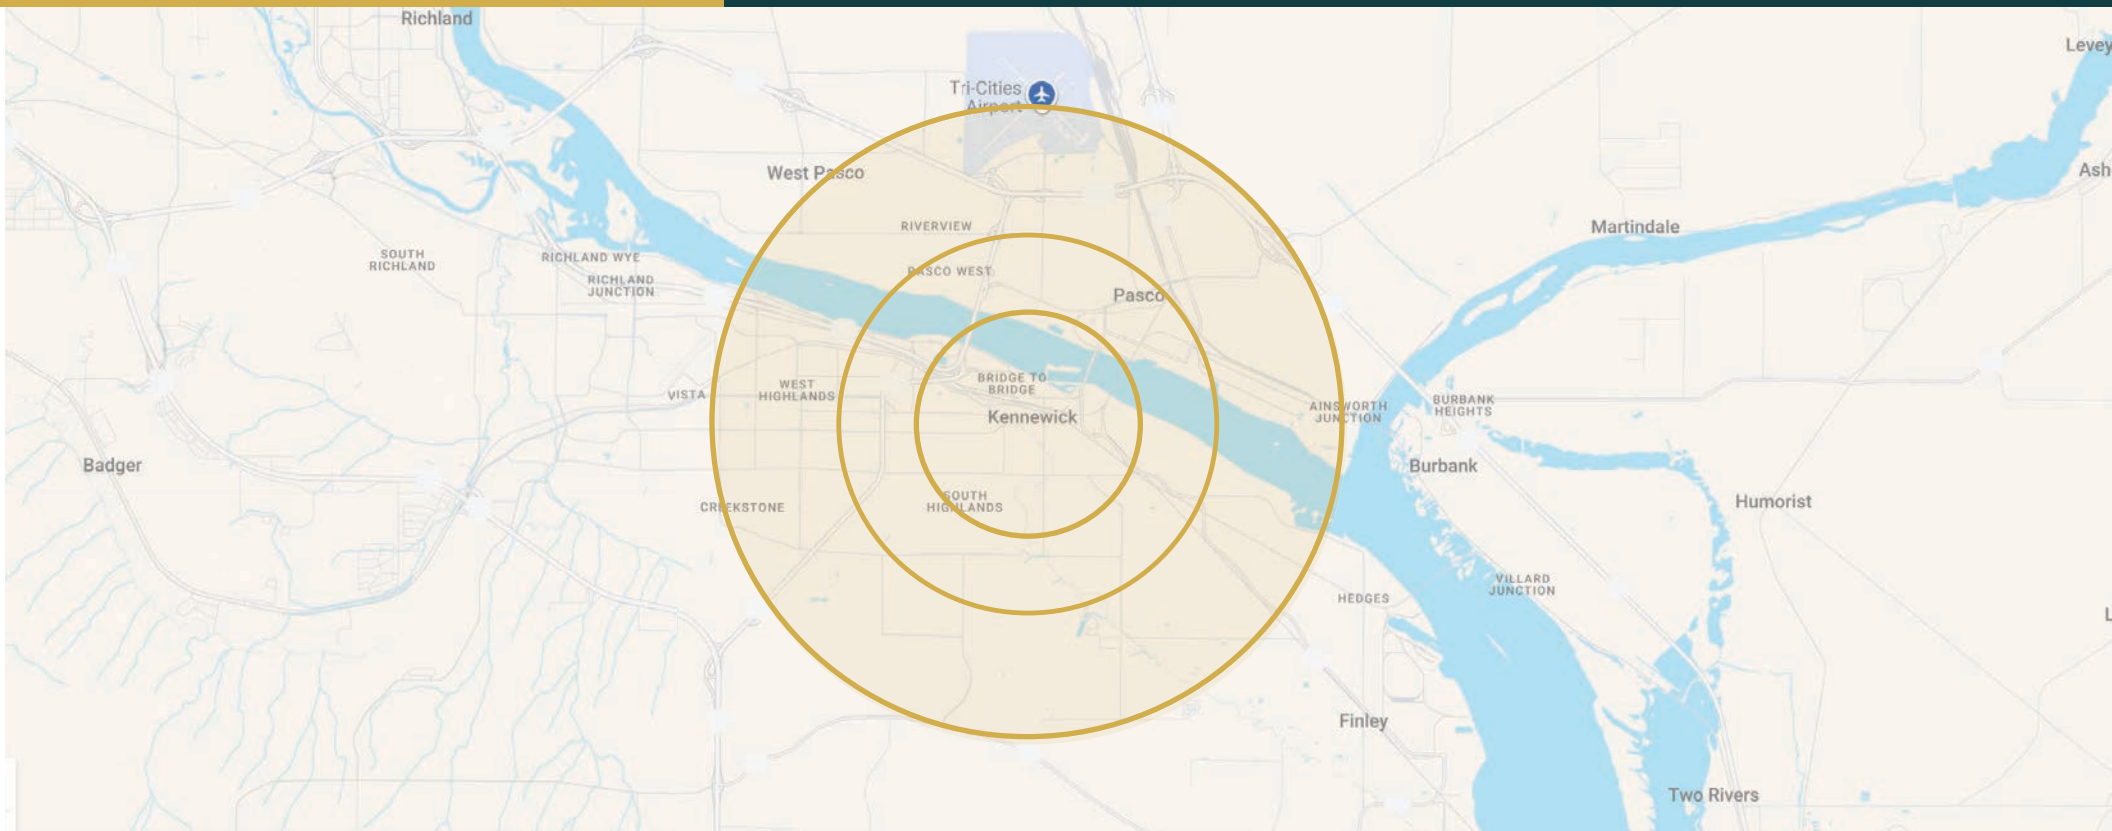 Richland
Levey
Tri-Cities
Airport
West Pasco
Ash
RIVERVIEW
Martindale
SOUTH
RICHLAND
RICHLAND WYE
PASCO WEST
RICHLAND
JUNCTION
Pasco
BRIDGE TO
BRIDGE
WEST
HIGHLANDS
VISTA
Kennewick
AINSWORTH
JUNCTION
BURBANK
HEIGHTS
Badger
Burbank
SOUTH
HIGHLANDS
CREEKSTONE
Humorist
VILLARD
JUNCTION
HEDGES
L
Finley
Two Rivers